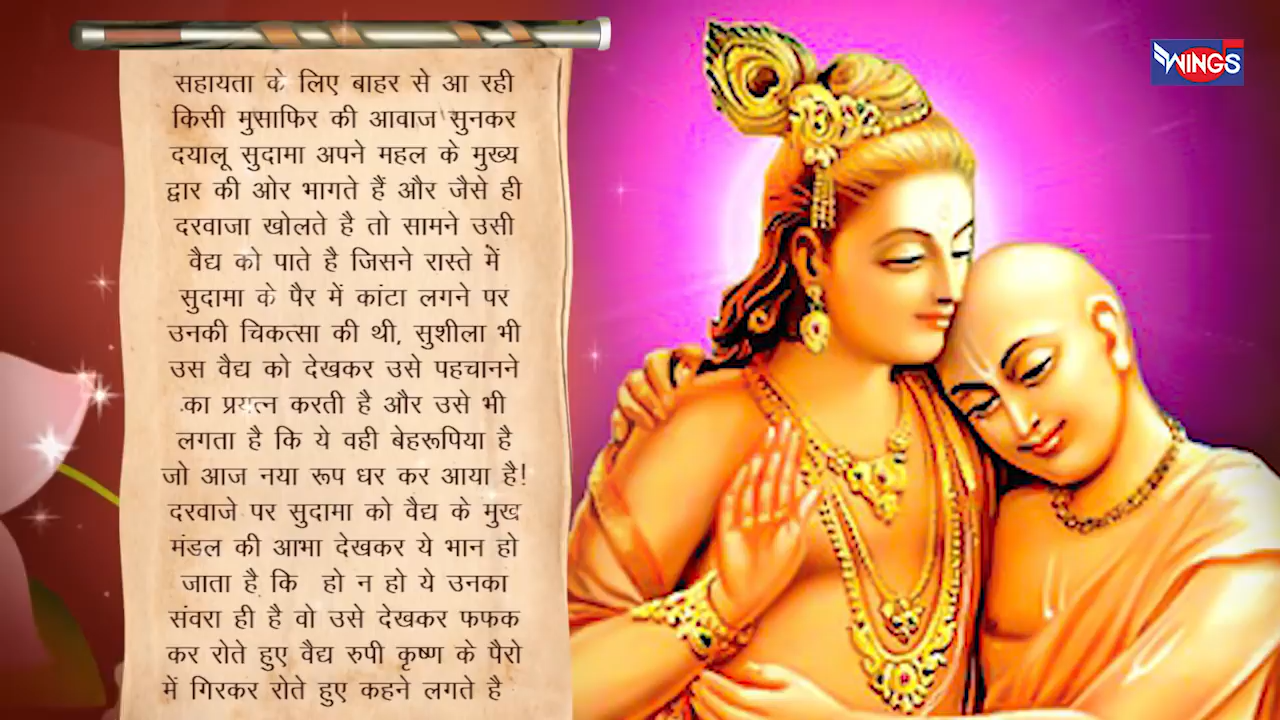 सहायता के लिए बाहर से आ रही
किसी मुसाफिर की आवाज सुनकर
दयालू सुदामा अपने महल के मुख्य
द्वार की ओर भागते हैं और जैसे ही
दरवाजा खोलते है तो सामने उसी
वैद्य को पाते है जिसने रास्ते में
सुदामा के पैर में कांटा लगने पर
उनकी चिकत्सा की थी, सुशीला भी
उस वैद्य को देखकर उसे पहचानने
का प्रयत्न करती है और उसे भी
लगता है कि ये वही बेहरूपिया है
जो आज नया रूप धर कर आया है!
दरवाजे पर सुदामा को वैद्य के मुख
मंडल की आभा देखकर ये भान हो
जाता है कि हो न हो ये उनका
संवरा ही है वो उसे देखकर फफक
कर रोते हुए वैद्य रुपी कृष्ण के पैरो
में गिरकर रोते हुए कहने लगते है
WINGS